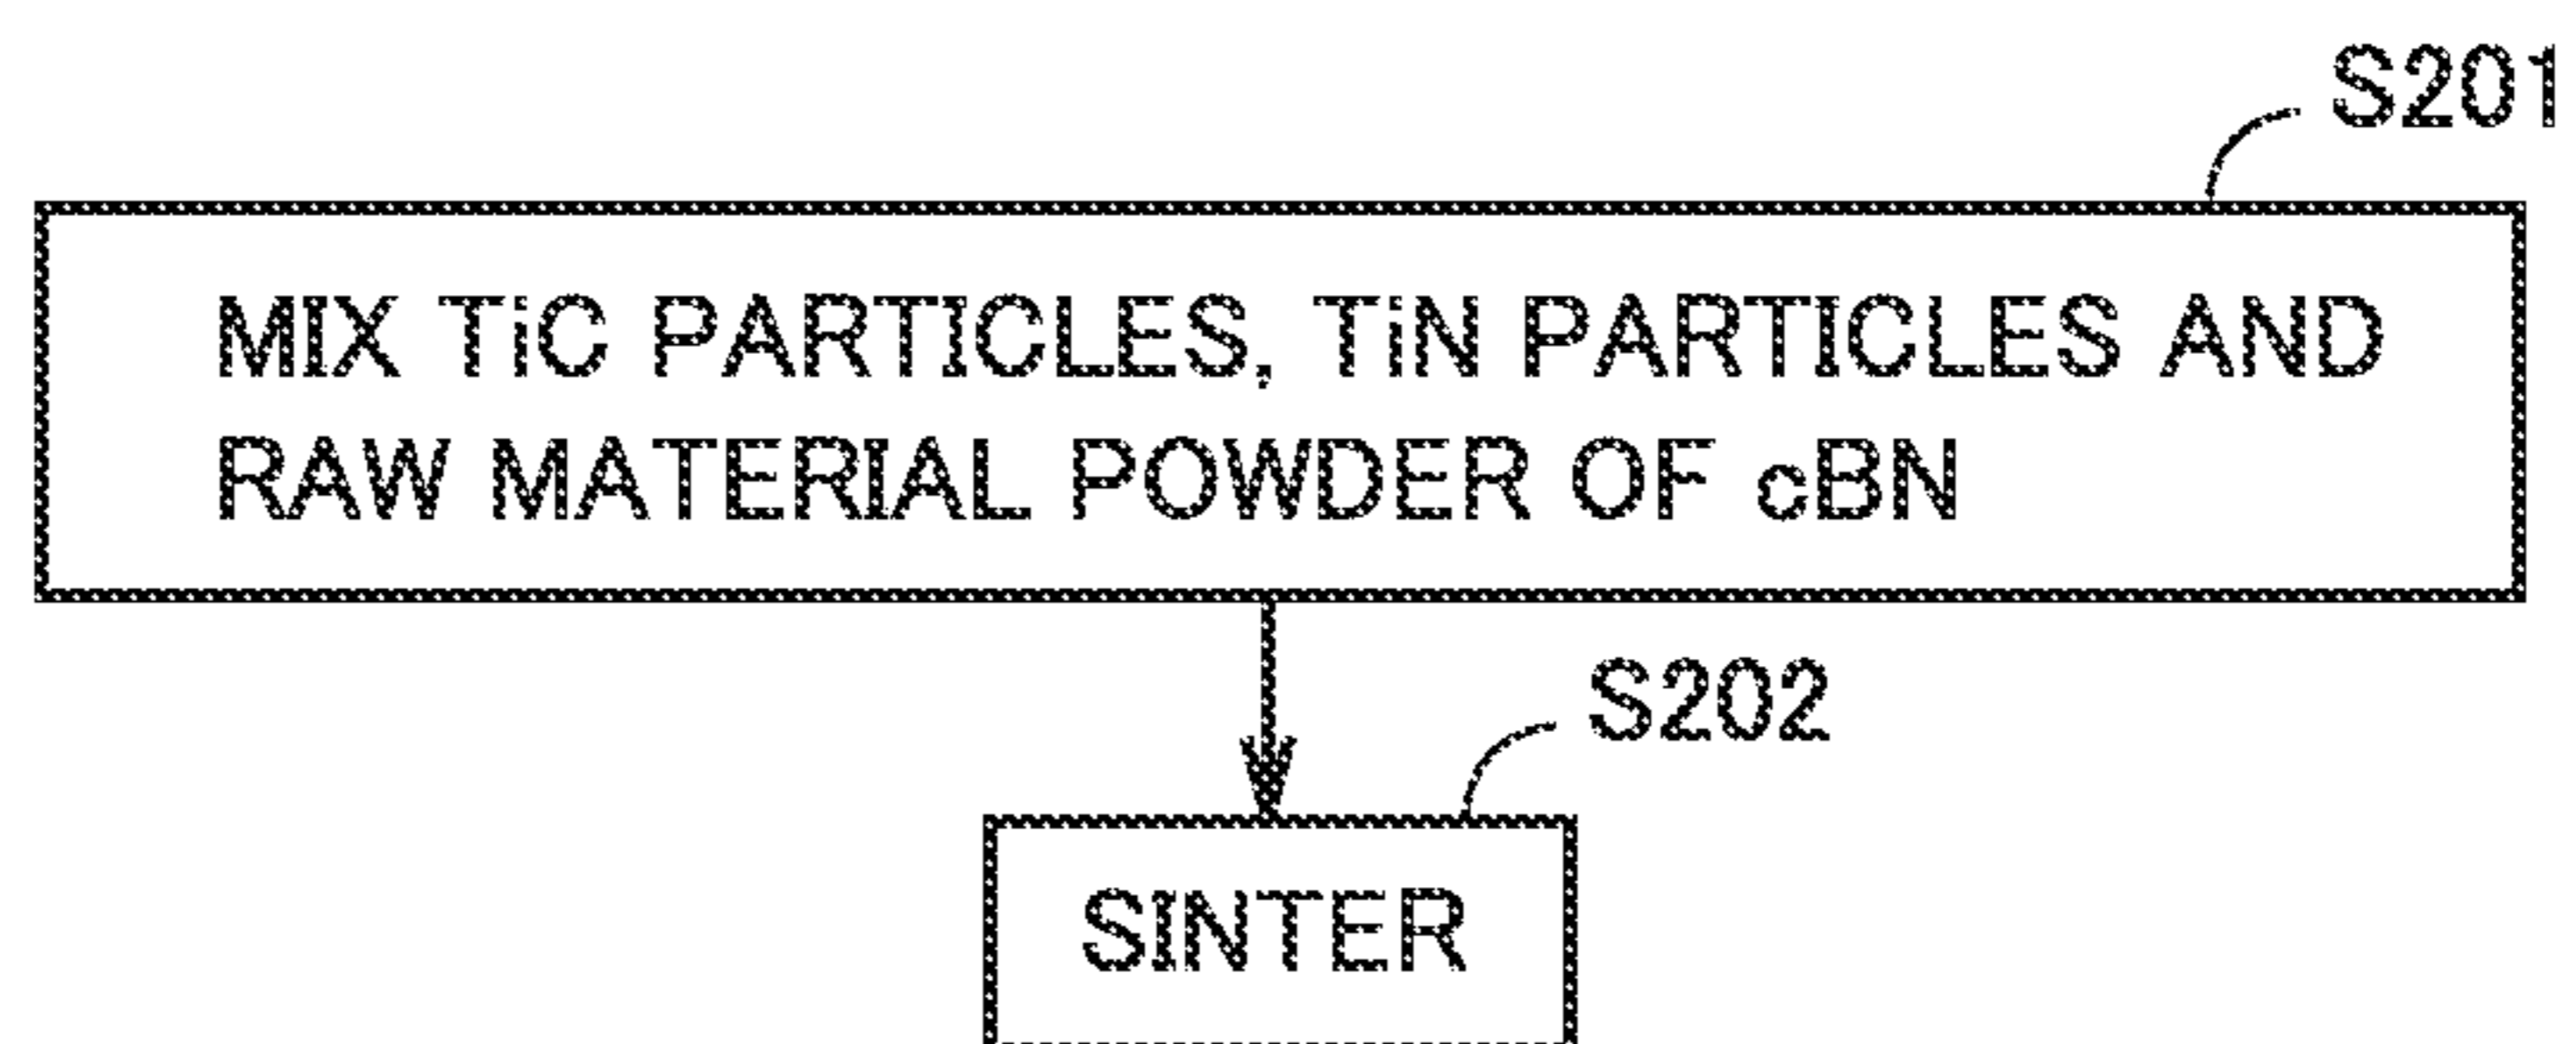 S201
MIX TiC PARTICLES, TiN PARTICLES AND
RAW MATERIAL POWDER OF cBN
S202
SINTER